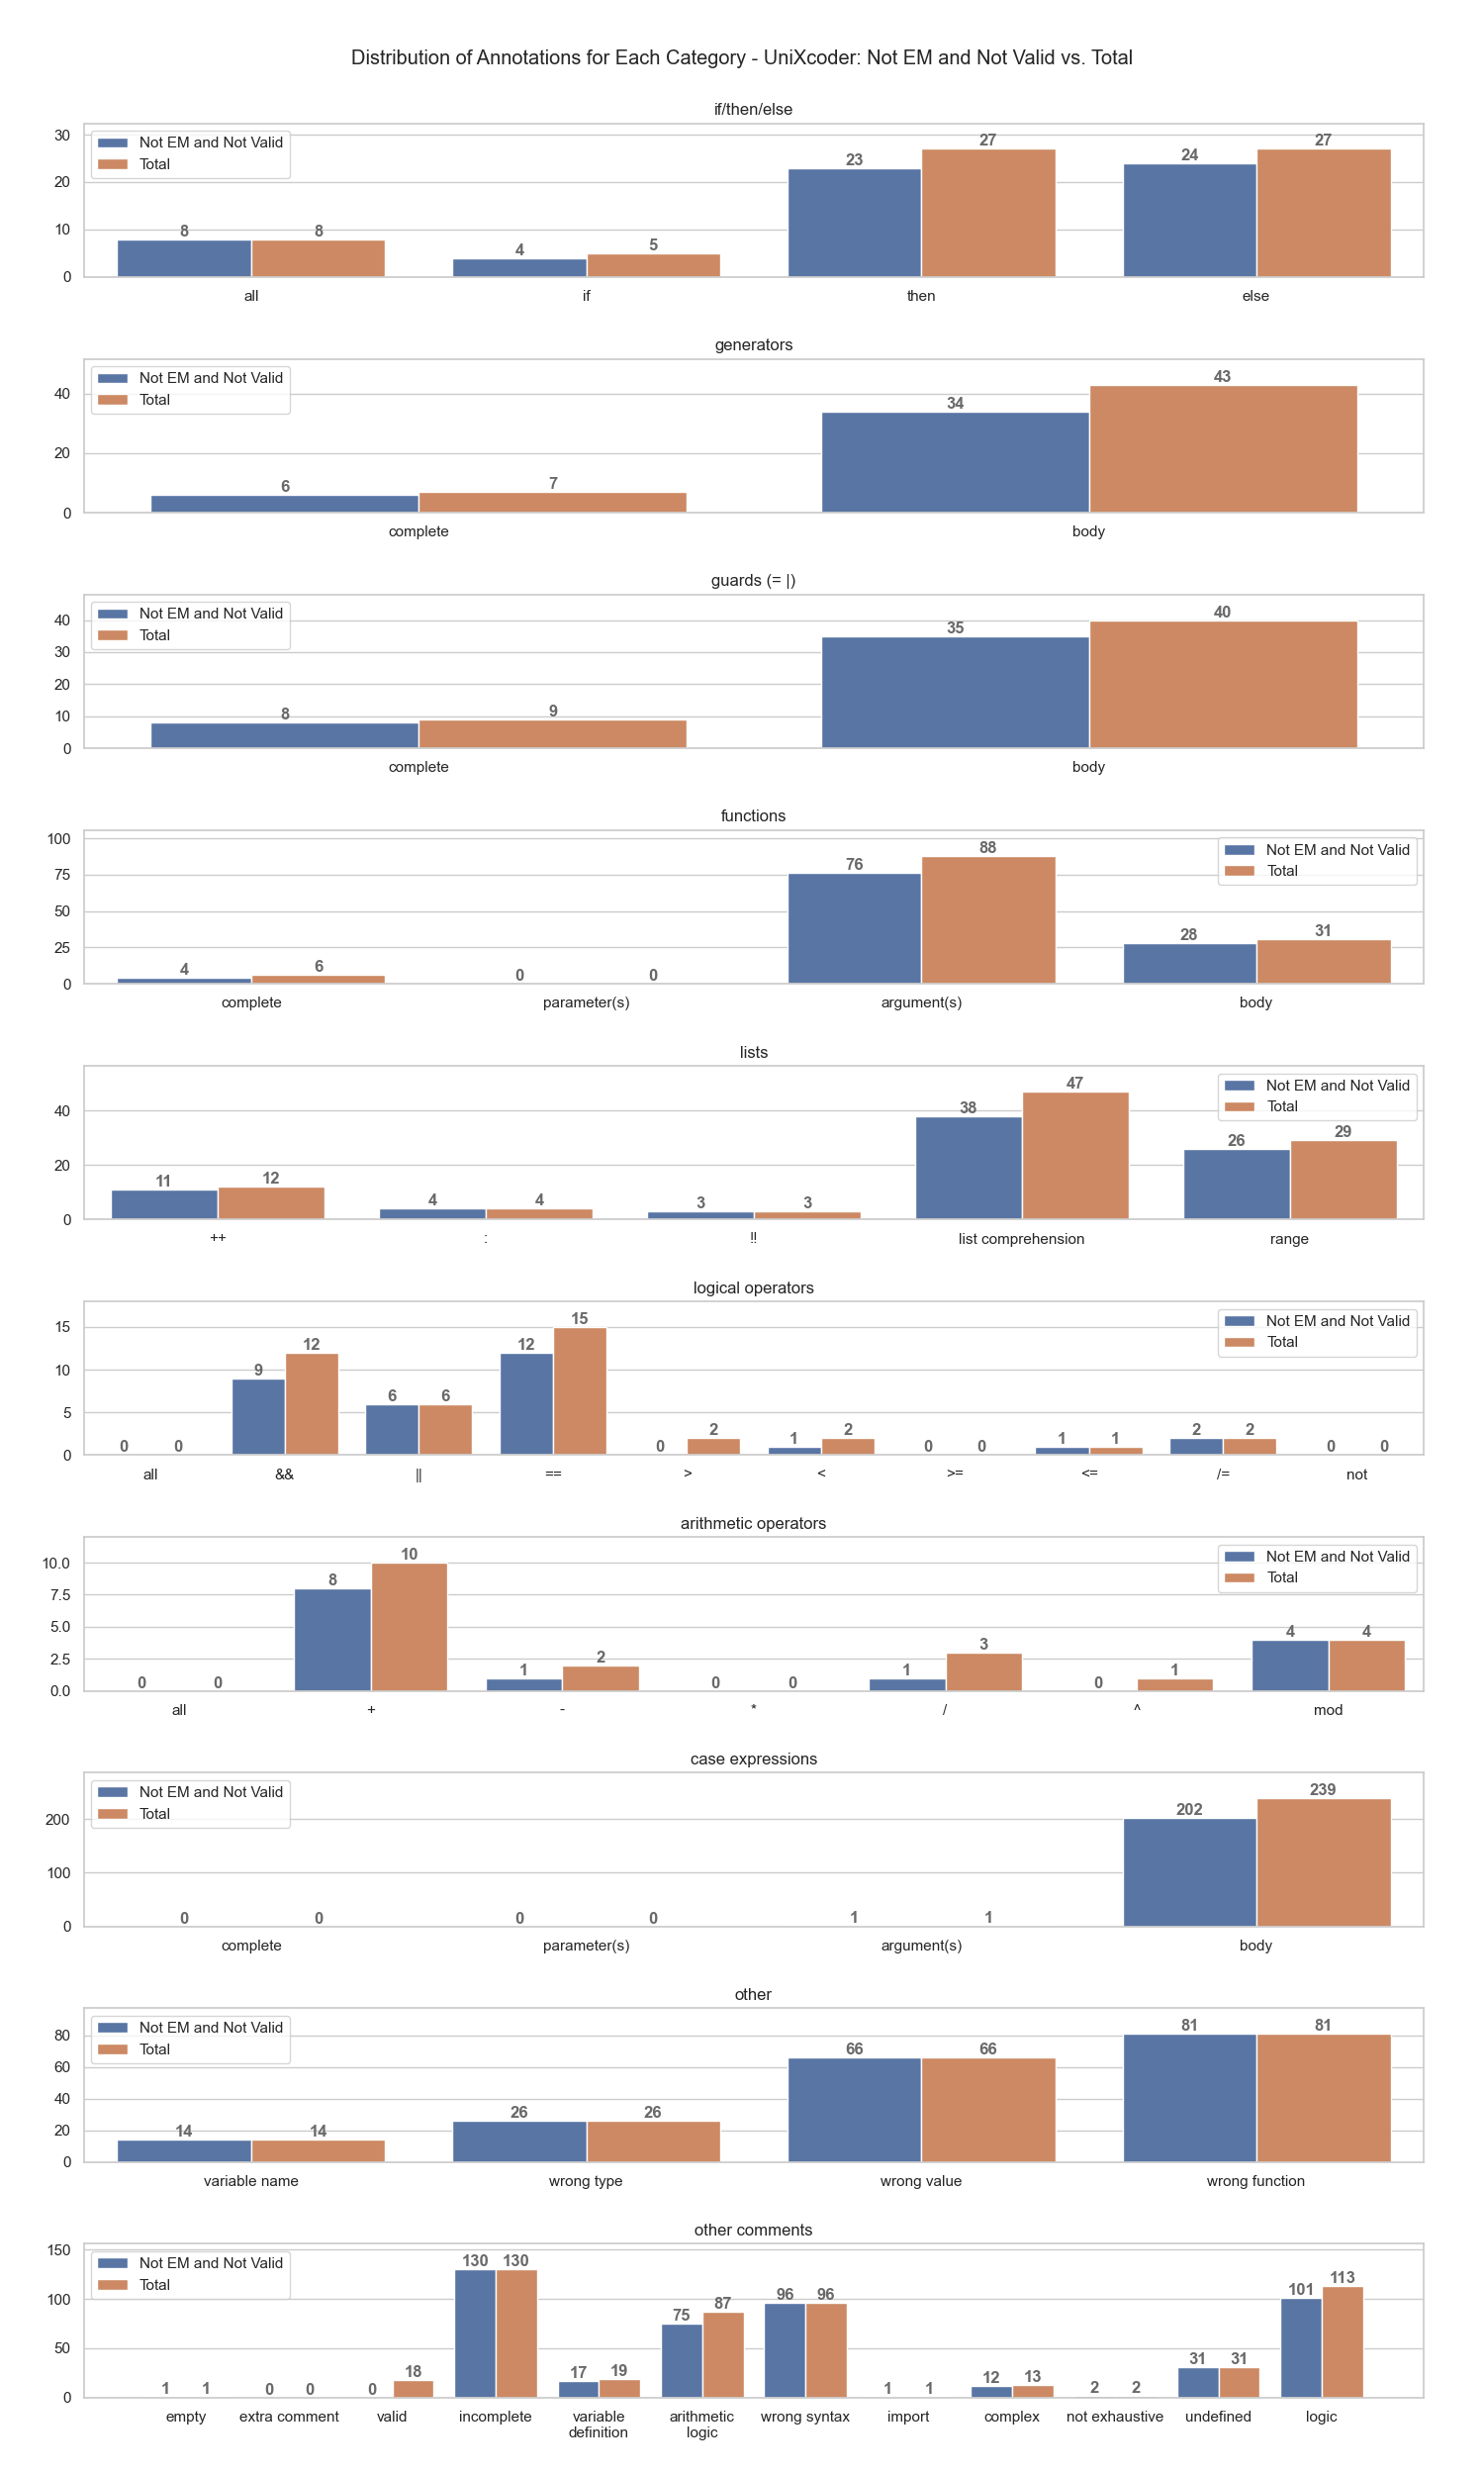 Distribution of Annotations for Each Category - UniXcoder: Not EM and Not Valid vs. Total
if/then/else
Not EM and Not Valid
Total
30
20
10
0
8 8 4 5 23 27 24 27
all if then else
generators
Not EM and Not Valid
Total
40
20
0
6 7 34 43
complete body
guards (= |)
Not EM and Not Valid
Total
40
30
20
10
0
8 9 35 40
complete body
functions
Not EM and Not Valid
Total
100
75
50
25
0
4 6 0 0 76 88 28 31
complete parameter(s) argument(s) body
lists
Not EM and Not Valid
Total
40
20
0
11 12 4 4 3 3 38 47 26 29
++ : !! list comprehension range
logical operators
Not EM and Not Valid
Total
15
10
5
0
0 0 9 12 6 6 12 15 0 2 1 2 0 0 1 1 2 2 0 0
all && || == > < >= <= /= not
arithmetic operators
Not EM and Not Valid
Total
10.0
7.5
5.0
2.5
0.0
0 0 8 10 1 2 0 0 1 3 0 1 4 4
all + - * / ^ mod
case expressions
Not EM and Not Valid
Total
200
100
0
0 0 0 0 1 1 202 239
complete parameter(s) argument(s) body
other
Not EM and Not Valid
Total
80
60
40
20
0
14 14 26 26 66 66 81 81
variable name wrong type wrong value wrong function
other comments
Not EM and Not Valid
Total
150
100
50
0
1 1 0 0 0 18 130 130 17 19 75 87 96 96 1 1 12 13 2 2 31 31 101 113
empty extra comment valid incomplete variable arithmetic wrong syntax import complex not exhaustive undefined logic
definition logic